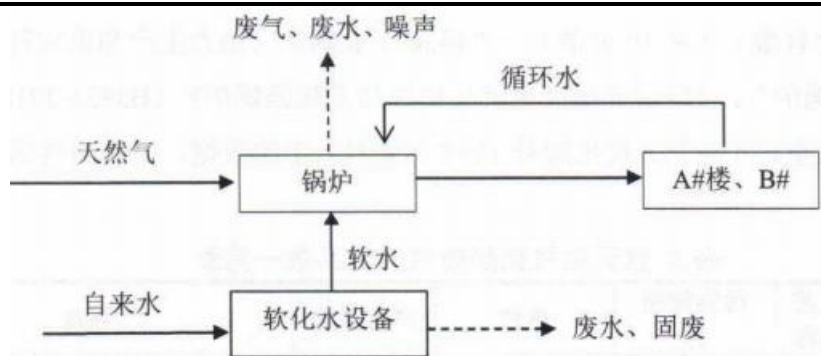 废气、废水、噪声
循环水
天然气
锅炉
A#楼、B#
软水
自来水
软化水设备
废水、固废